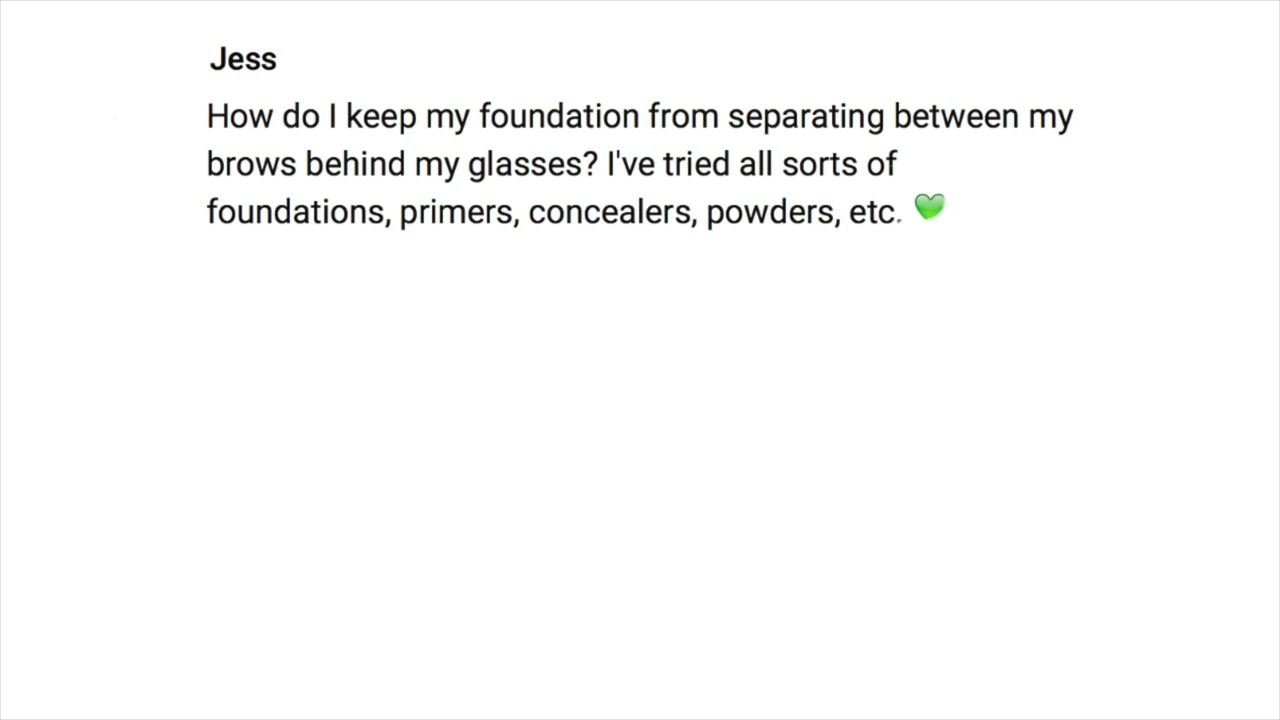 Jess
How do I keep my foundation from separating between my
brows behind my glasses? I've tried all sorts of
foundations, primers, concealers, powders, etc. 💚